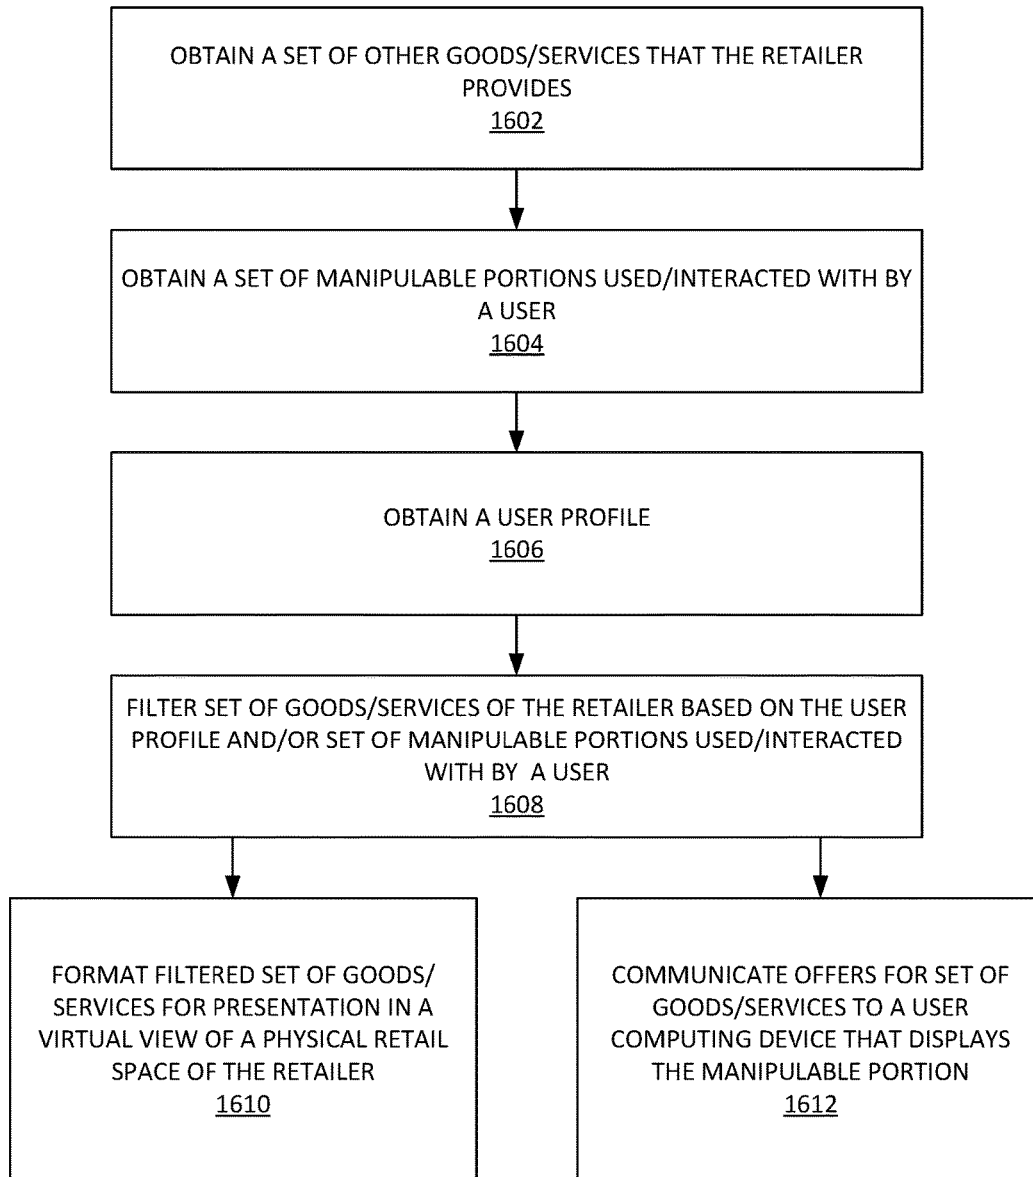 OBTAIN A SET OF OTHER GOODS/SERVICES THAT THE RETAILER
PROVIDES
1602
OBTAIN A SET OF MANIPULABLE PORTIONS USED/INTERACTED WITH BY
A USER
1604
OBTAIN A USER PROFILE
1606
FILTER SET OF GOODS/SERVICES OF THE RETAILER BASED ON THE USER
PROFILE AND/OR SET OF MANIPULABLE PORTIONS USED/INTERACTED
WITH BY A USER
1608
FORMAT FILTERED SET OF GOODS/
SERVICES FOR PRESENTATION IN A
VIRTUAL VIEW OF A PHYSICAL RETAIL
SPACE OF THE RETAILER
1610
COMMUNICATE OFFERS FOR SET OF
GOODS/SERVICES TO A USER
COMPUTING DEVICE THAT DISPLAYS
THE MANIPULABLE PORTION
1612